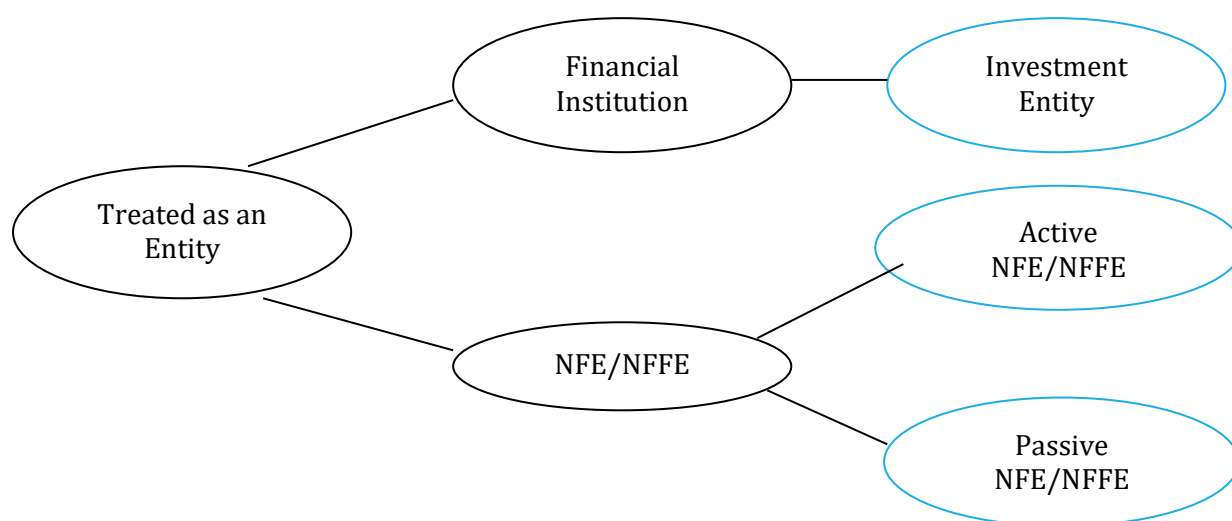 Financial
Institution
Investment
Entity
Treated as an
Entity
Active
NFE/NFFE
NFE/NFFE
Passive
NFE/NFFE